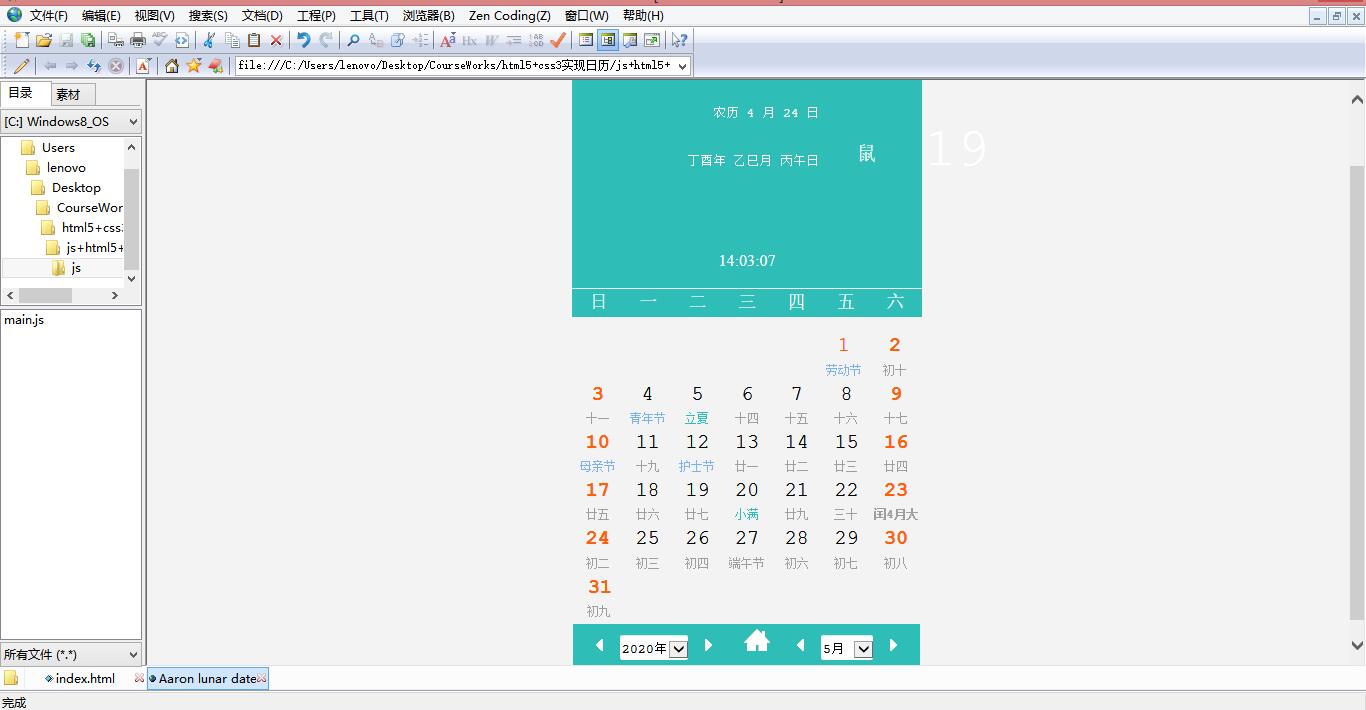 文件(F) 编辑(E) 视图(V) 搜索(S) 文档(D) 工程(P) 工具(T) 浏览器(B) Zen Coding(Z) 窗口(W) 帮助(H)
file:///C:/Users/lenovo/Desktop/CourseWorks/html5+css3实现日历/js+html5+
目录 素材
[C:] Windows8_OS
Users
lenovo
Desktop
CourseWor
html5+css3
js+html5+
js
main.js
所有文件 (*.*)
农历 4 月 24 日
丁酉年 乙巳月 丙午日 鼠 19
14:03:07
日 一 二 三 四 五 六
1 2
劳动节 初十
3 4 5 6 7 8 9
十一 青年节 立夏 十四 十五 十六 十七
10 11 12 13 14 15 16
母亲节 十九 护士节 廿一 廿二 廿三 廿四
17 18 19 20 21 22 23
廿五 廿六 廿七 小满 廿九 三十 闰4月大
24 25 26 27 28 29 30
初二 初三 初四 端午节 初六 初七 初八
31
初九
2020年 5月
index.html Aaron lunar date
完成